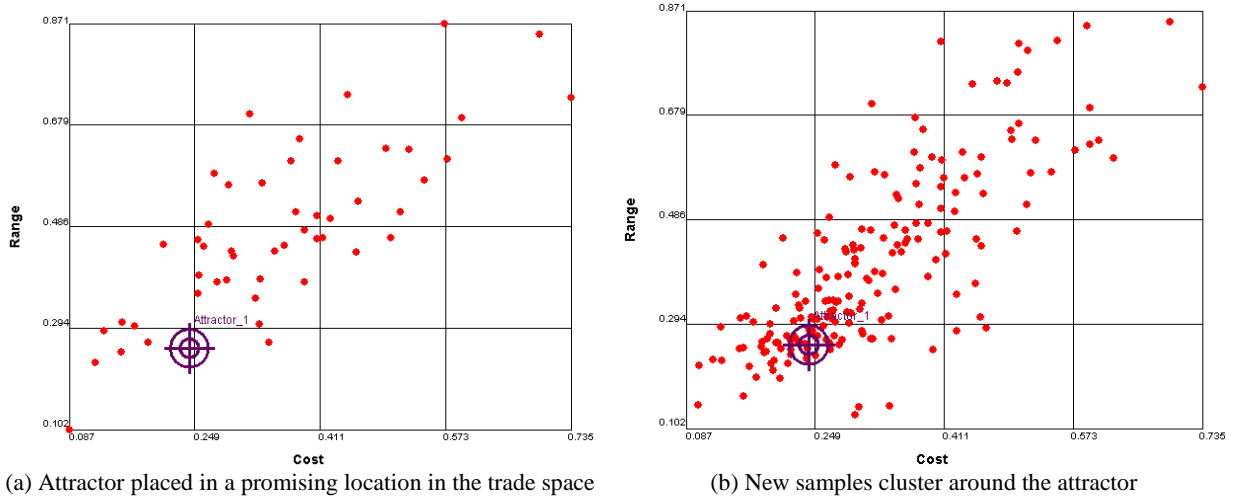 0.871
0.679
0.486
0.294
0.102
Range
Attractor_1
0.087 0.249 0.411 0.573 0.735
Cost
(a) Attractor placed in a promising location in the trade space
0.871
0.679
0.486
0.294
0.102
Range
Attractor_1
0.087 0.249 0.411 0.573 0.735
Cost
(b) New samples cluster around the attractor